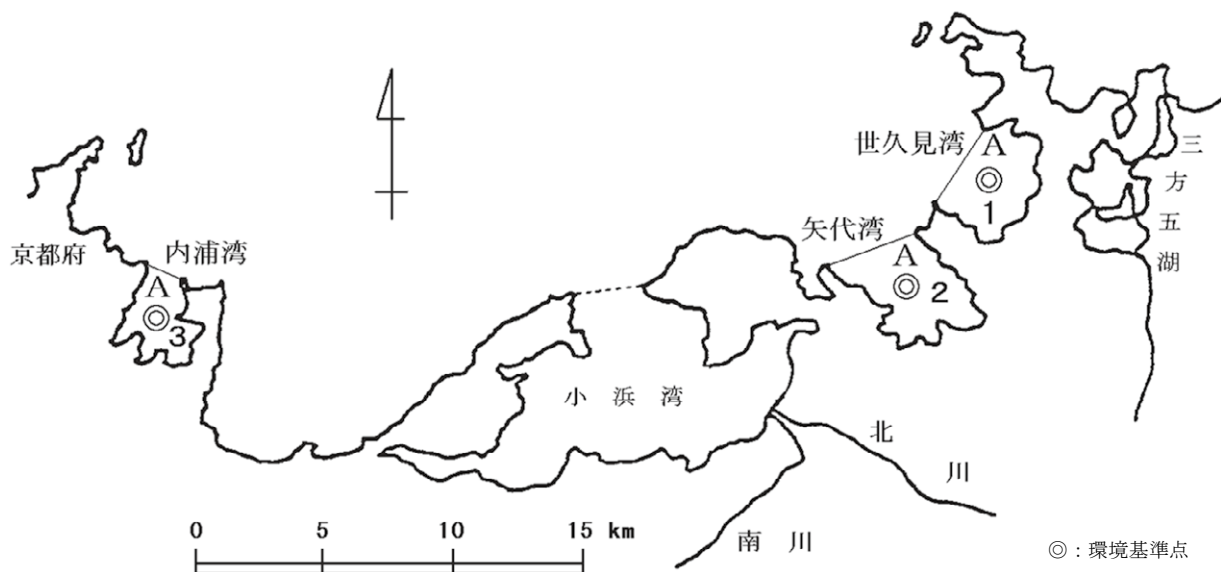 世久見湾
A
1
三方五湖
矢代湾
A
2
京都府
内浦湾
A
3
小浜湾
北川
南川
0 5 10 15 km
◎：環境基準点